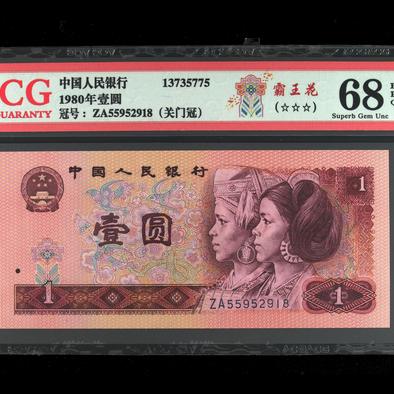 CG
GUARANTY
中国人民银行 13735775
1980年壹圆
冠号：ZA55952918（关门冠）
霸王花
(☆☆☆)
68
Superb Gem Unc
中国人民银行
壹圆
1
1
1
ZA55952918